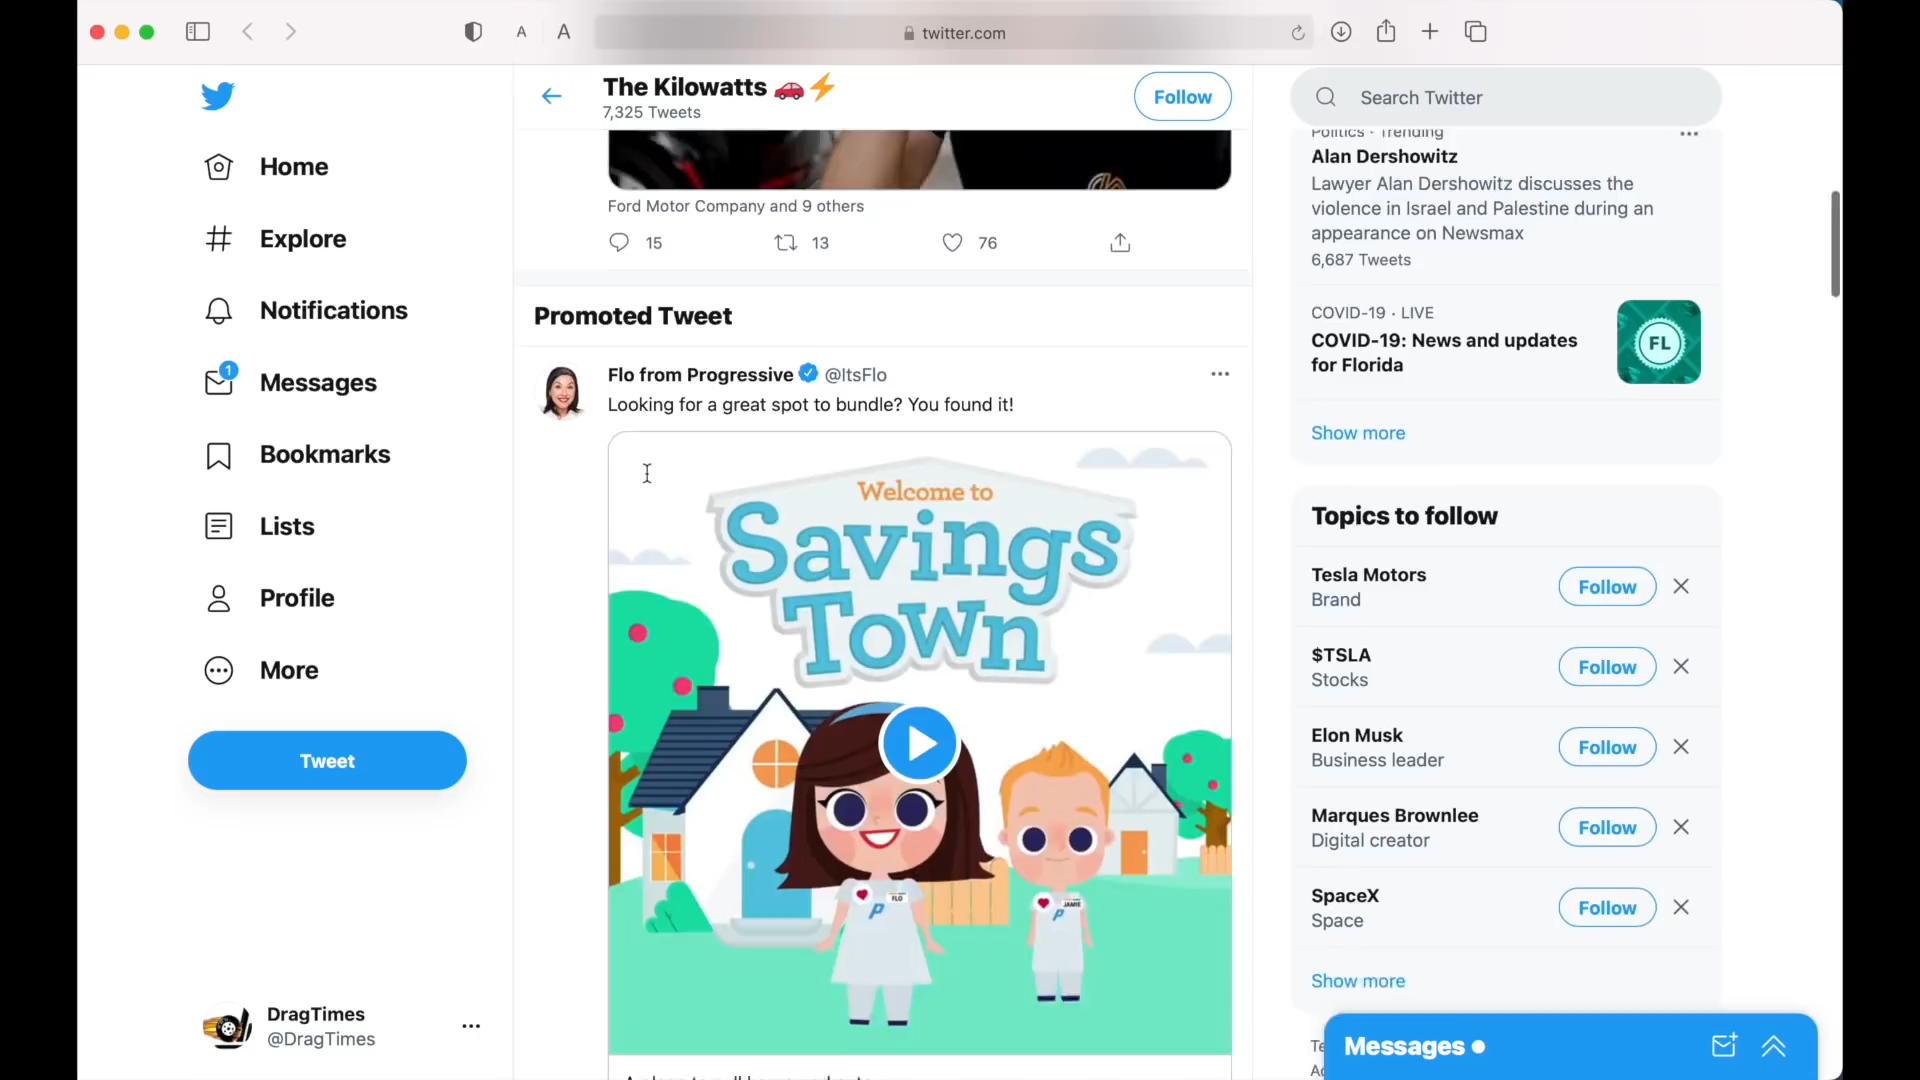 A A
twitter.com
The Kilowatts
7,325 Tweets
Follow
Search Twitter
Home
Explore
Notifications
1
Messages
Bookmarks
Lists
Profile
More
Tweet
DragTimes
@DragTimes
Ford Motor Company and 9 others
15 13 76
Promoted Tweet
Flo from Progressive @ItsFlo
Looking for a great spot to bundle? You found it!
Welcome to
Savings
Town
FLO
JAMIE
Politics · Trending
Alan Dershowitz
Lawyer Alan Dershowitz discusses the
violence in Israel and Palestine during an
appearance on Newsmax
6,687 Tweets
COVID-19 · LIVE
COVID-19: News and updates
for Florida
FL
Show more
Topics to follow
Tesla Motors
Brand
Follow
$TSLA
Stocks
Follow
Elon Musk
Business leader
Follow
Marques Brownlee
Digital creator
Follow
SpaceX
Space
Follow
Show more
Messages